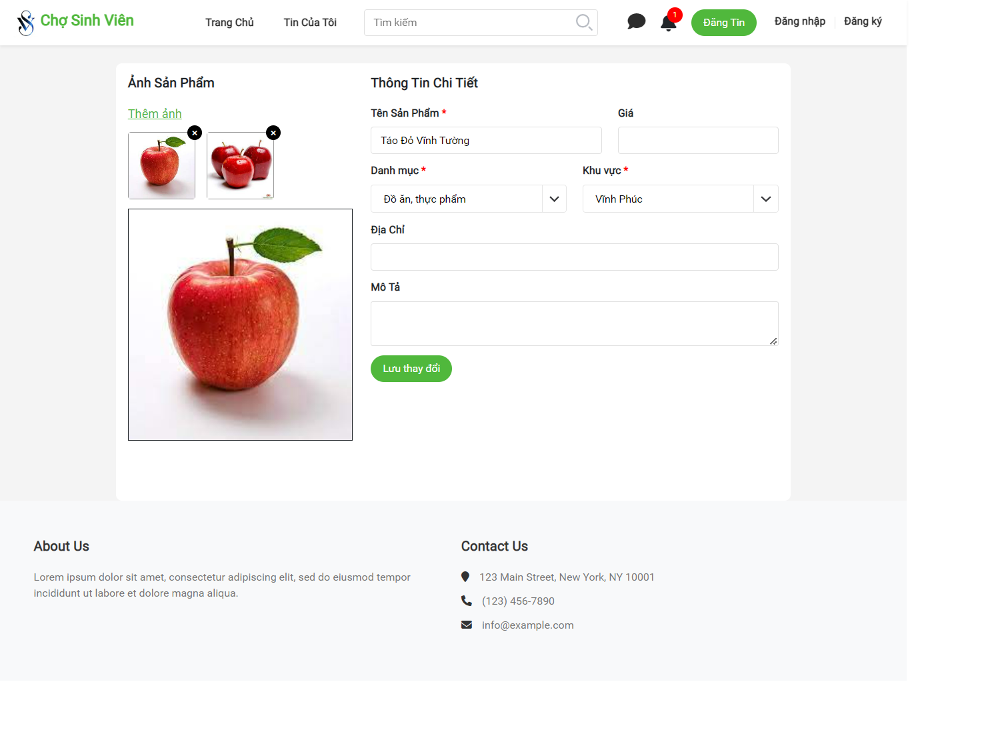 Chợ Sinh Viên
Trang Chủ
Tin Của Tôi
Tìm kiếm
1
Đăng Tin
Đăng nhập
Đăng ký
Ảnh Sản Phẩm
Thêm ảnh
Thông Tin Chi Tiết
Tên Sản Phẩm *
Giá
Táo Đỏ Vĩnh Tường
Danh mục *
Khu vực *
Đồ ăn, thực phẩm
Vĩnh Phúc
Địa Chỉ
Mô Tả
Lưu thay đổi
About Us
Lorem ipsum dolor sit amet, consectetur adipiscing elit, sed do eiusmod tempor
incididunt ut labore et dolore magna aliqua.
Contact Us
123 Main Street, New York, NY 10001
(123) 456-7890
info@example.com